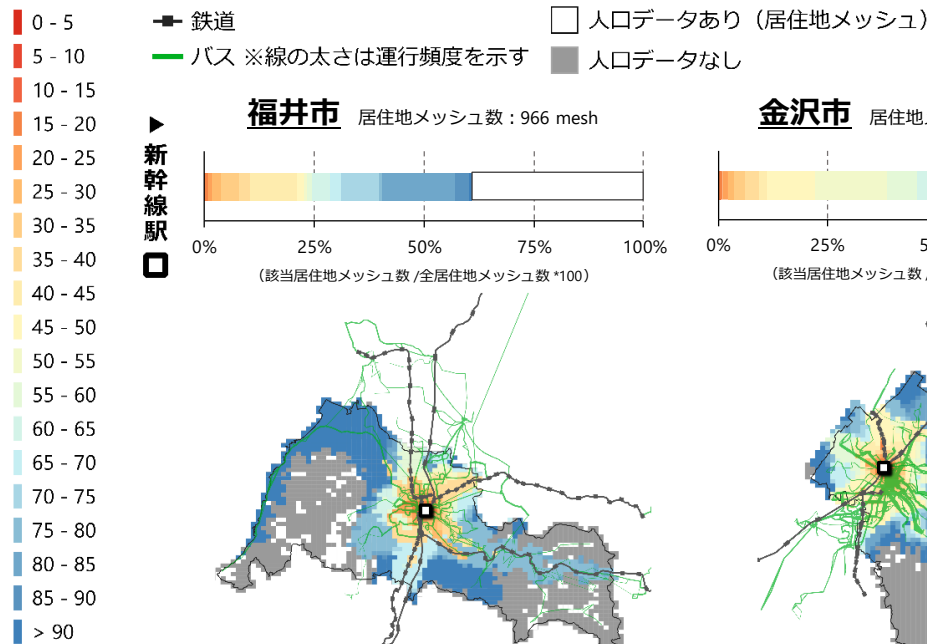 0 - 5
5 - 10
10 - 15
15 - 20
20 - 25
25 - 30
30 - 35
35 - 40
40 - 45
45 - 50
50 - 55
55 - 60
60 - 65
65 - 70
70 - 75
75 - 80
80 - 85
85 - 90
> 90
鉄道
バス ※線の太さは運行頻度を示す
人口データあり（居住地メッシュ）
人口データなし
▶新幹線駅
福井市 居住地メッシュ数：966 mesh
0% 25% 50% 75% 100%
（該当居住地メッシュ数 /全居住地メッシュ数 *100）
金沢市 居住地
0% 25% 5
（該当居住地メッシュ数 /